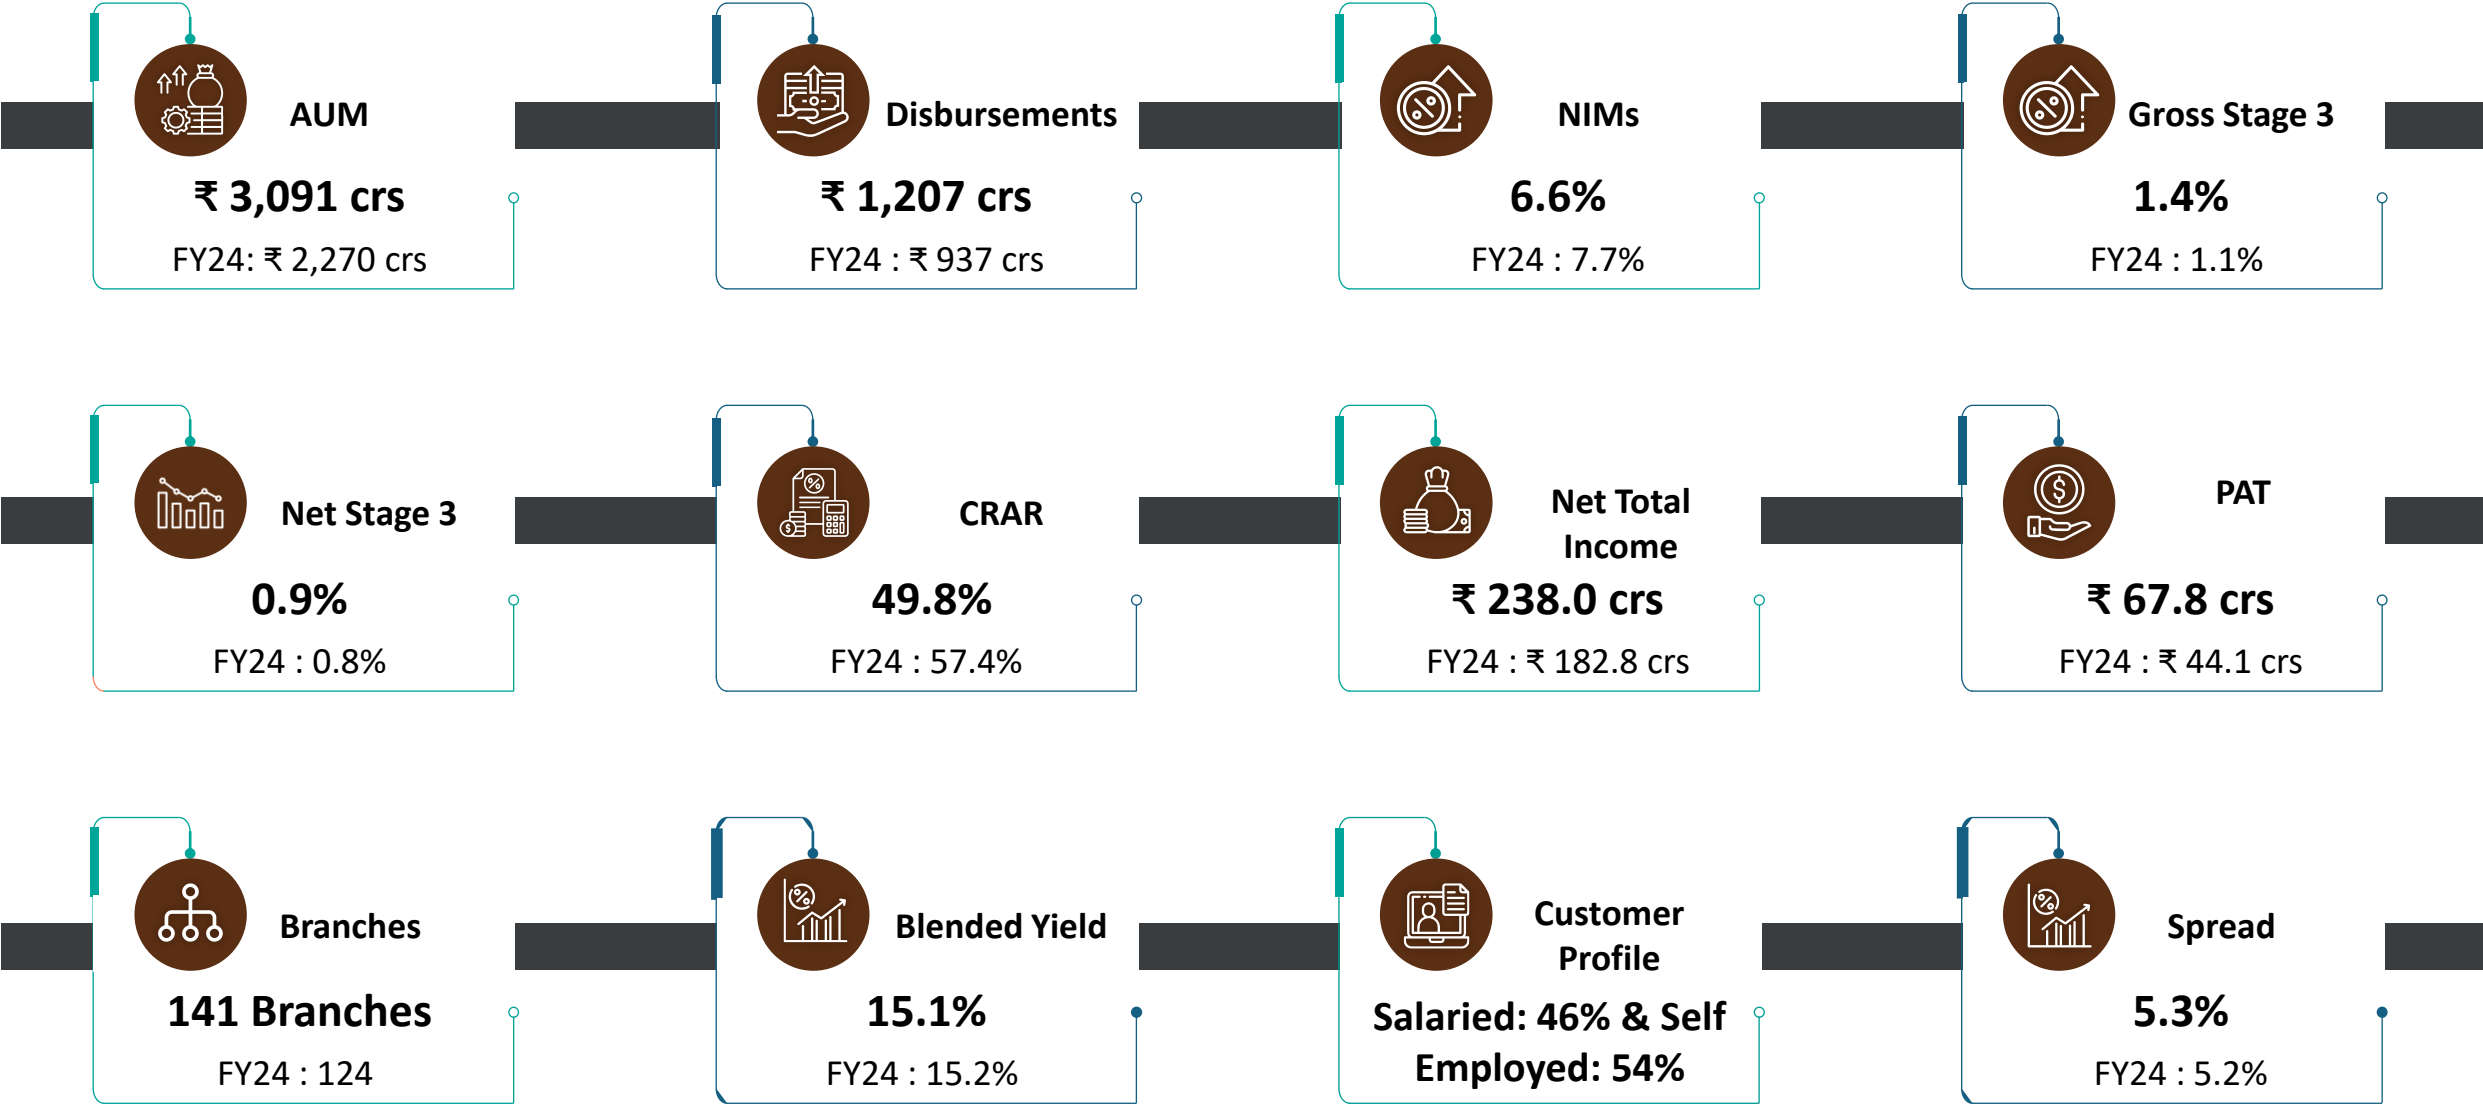 AUM
₹ 3,091 crs
FY24: ₹ 2,270 crs
Disbursements
₹ 1,207 crs
FY24 : ₹ 937 crs
NIMs
6.6%
FY24 : 7.7%
Gross Stage 3
1.4%
FY24 : 1.1%
Net Stage 3
0.9%
FY24 : 0.8%
CRAR
49.8%
FY24 : 57.4%
Net Total
Income
₹ 238.0 crs
FY24 : ₹ 182.8 crs
PAT
₹ 67.8 crs
FY24 : ₹ 44.1 crs
Branches
141 Branches
FY24 : 124
Blended Yield
15.1%
FY24 : 15.2%
Customer
Profile
Salaried: 46% & Self
Employed: 54%
Spread
5.3%
FY24 : 5.2%